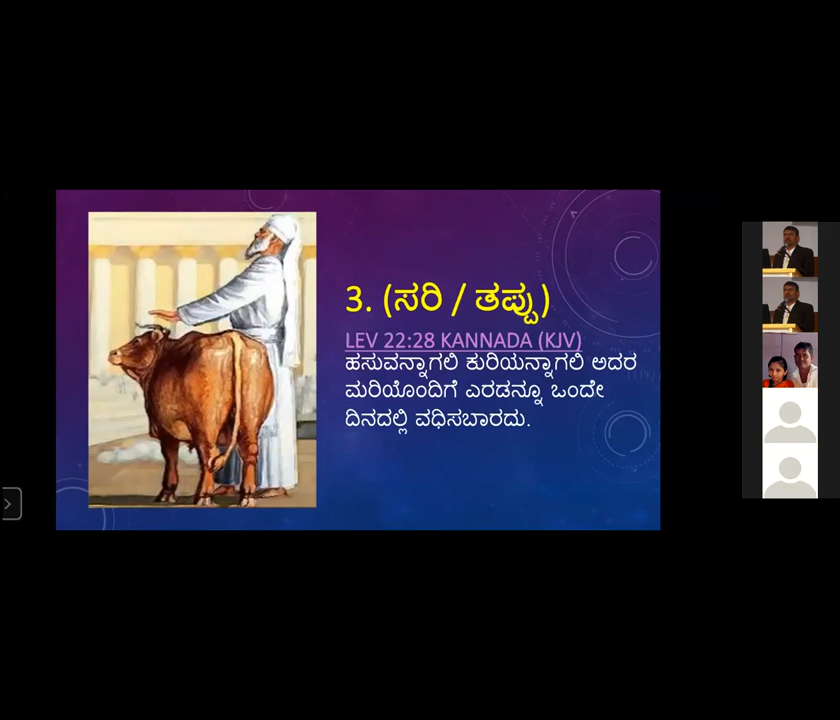 3. (ಸರಿ / ತಪ್ಪು)
LEV 22:28 KANNADA (KJV)
ಹಸುವನ್ನಾಗಲಿ ಕುರಿಯನ್ನಾಗಲಿ ಅದರ
ಮರಿಯೊಂದಿಗೆ ಎರಡನ್ನೂ ಒಂದೇ
ದಿನದಲ್ಲಿ ವಧಿಸಬಾರದು.